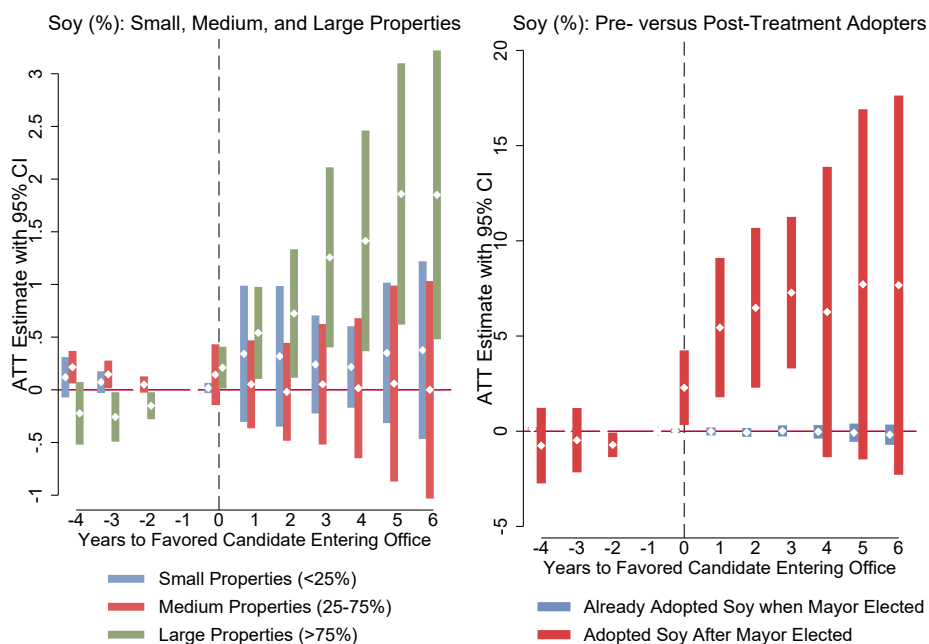 Soy (%): Small, Medium, and Large Properties
ATT Estimate with 95% CI
3
2.5
2
1.5
1
.5
0
-.5
-1
-4 -3 -2 -1 0 1 2 3 4 5 6
Years to Favored Candidate Entering Office
Small Properties (<25%)
Medium Properties (25-75%)
Large Properties (>75%)
Soy (%): Pre- versus Post-Treatment Adopters
ATT Estimate with 95% CI
20
15
10
5
0
-5
-4 -3 -2 -1 0 1 2 3 4 5 6
Years to Favored Candidate Entering Office
Already Adopted Soy when Mayor Elected
Adopted Soy After Mayor Elected